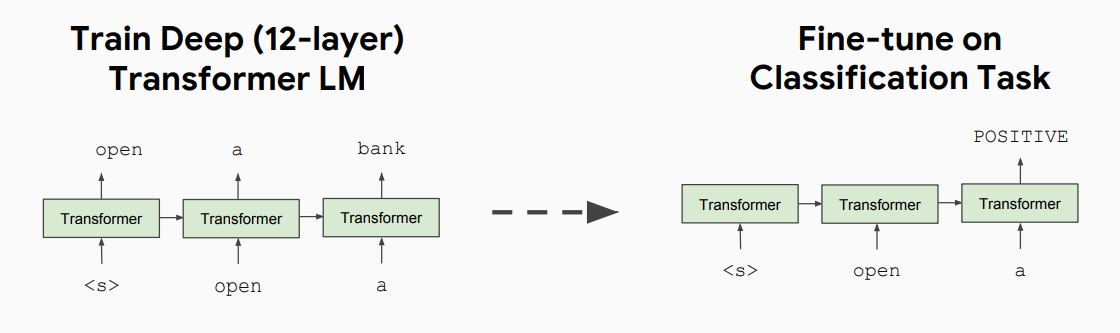 Train Deep (12-layer)
Transformer LM
open a bank
Transformer Transformer Transformer
<s> open a
Fine-tune on
Classification Task
POSITIVE
Transformer Transformer Transformer
<s> open a